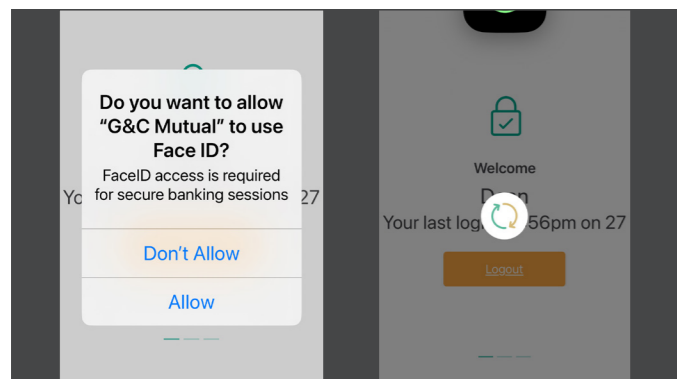 Do you want to allow
“G&C Mutual” to use
Face ID?
FaceID access is required
for secure banking sessions
27
Don’t Allow
Allow
Welcome
Your last 56pm on 27
Logout